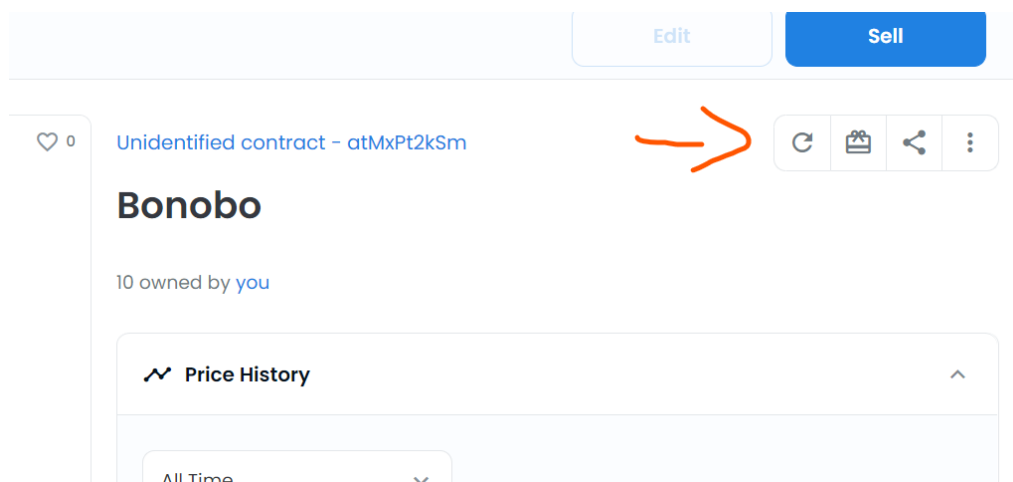 Edit
Sell
0
Unidentified contract - atMxPt2kSm
Bonobo
10 owned by you
Price History
All Time